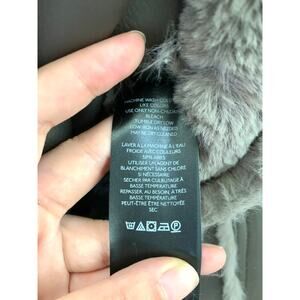 MACHINE WASH COLD
LIKE COLORS
USE ONLY NON-CHLORINE
BLEACH
TUMBLE DRY LOW
LOW IRON AS NEEDED
MAY BE DRY CLEANED
LAVER À LA MACHINE À L'EAU
FROIDE AVEC COULEURS
SIMILAIRES
UTILISER UN AGENT DE
BLANCHIMENT SANS CHLORE
SI NÉCESSAIRE
SÉCHER PAR CULBUTAGE À
BASSE TEMPÉRATURE
REPASSER, AU BESOIN, À TRÈS
BASSE TEMPÉRATURE
PEUT-ÊTRE ÊTRE NETTOYÉE
SEC